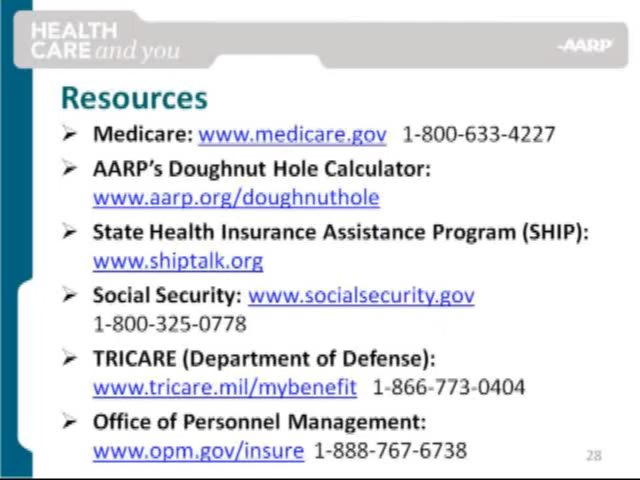 HEALTH
CARE and you
AARP
Resources
➢ Medicare: www.medicare.gov 1-800-633-4227
➢ AARP's Doughnut Hole Calculator:
www.aarp.org/doughnuthole
➢ State Health Insurance Assistance Program (SHIP):
www.shiptalk.org
➢ Social Security: www.socialsecurity.gov
1-800-325-0778
➢ TRICARE (Department of Defense):
www.tricare.mil/mybenefit 1-866-773-0404
➢ Office of Personnel Management:
www.opm.gov/insure 1-888-767-6738
28